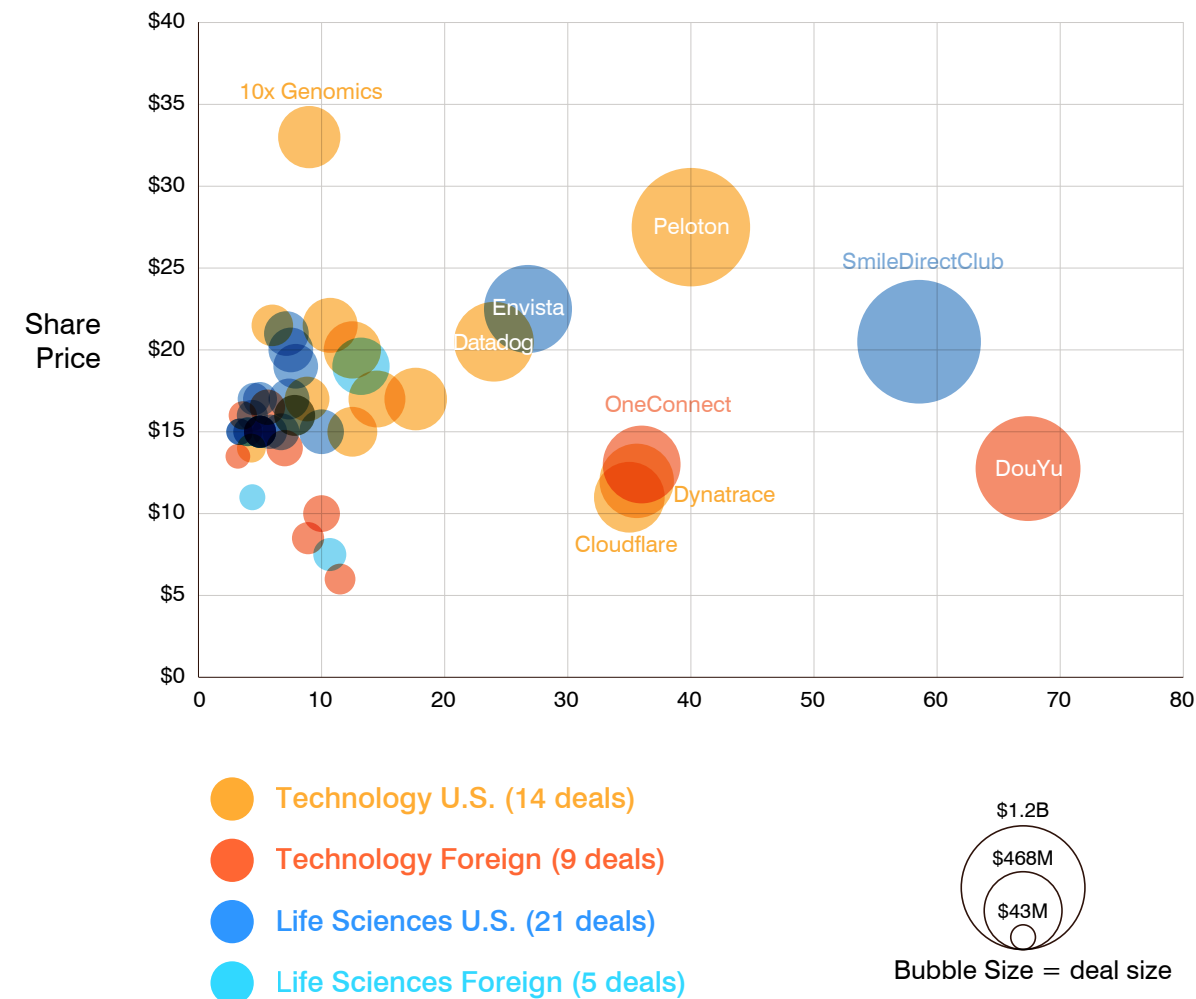 $40
10x Genomics
$35
$30
Peloton
$25
SmileDirectClub
Envista
Share
Price
$20
Datadog
OneConnect
$15
DouYu
Dynatrace
$10
Cloudflare
$5
$0
0 10 20 30 40 50 60 70 80
Technology U.S. (14 deals)
Technology Foreign (9 deals)
Life Sciences U.S. (21 deals)
Life Sciences Foreign (5 deals)
$1.2B
$468M
$43M
Bubble Size = deal size